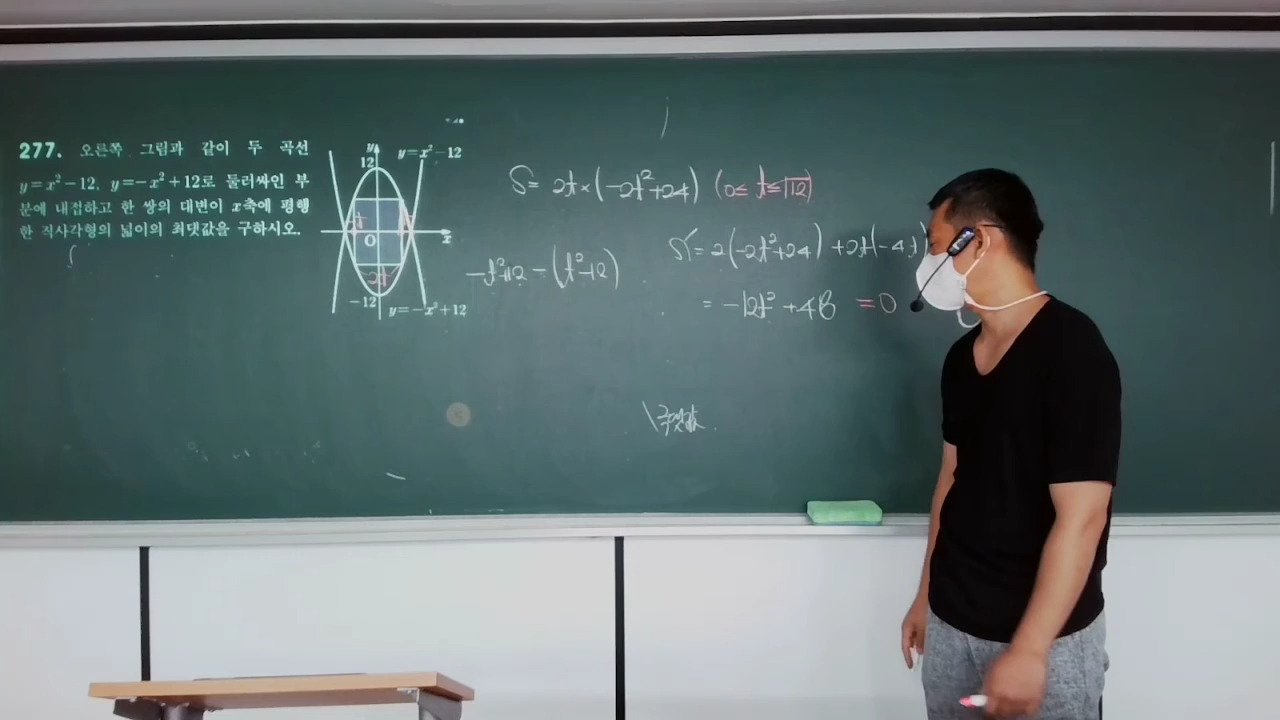 277. 오른쪽 그림과 같이 두 곡선
y=x²-12, y=-x²+12로 둘러싸인 부
분에 내접하고 한 쌍의 대변이 x축에 평행
한 직사각형의 넓이의 최댓값을 구하시오.
y
12
y=x²-12
O
x
2t
-12
y=-x²+12
-t²+12-(t²-12)
S= 2t×(-2t²+24) (0≤t≤√12)
S'=2(-2t²+24)+2t(-4t)
= -12t²+48 =0